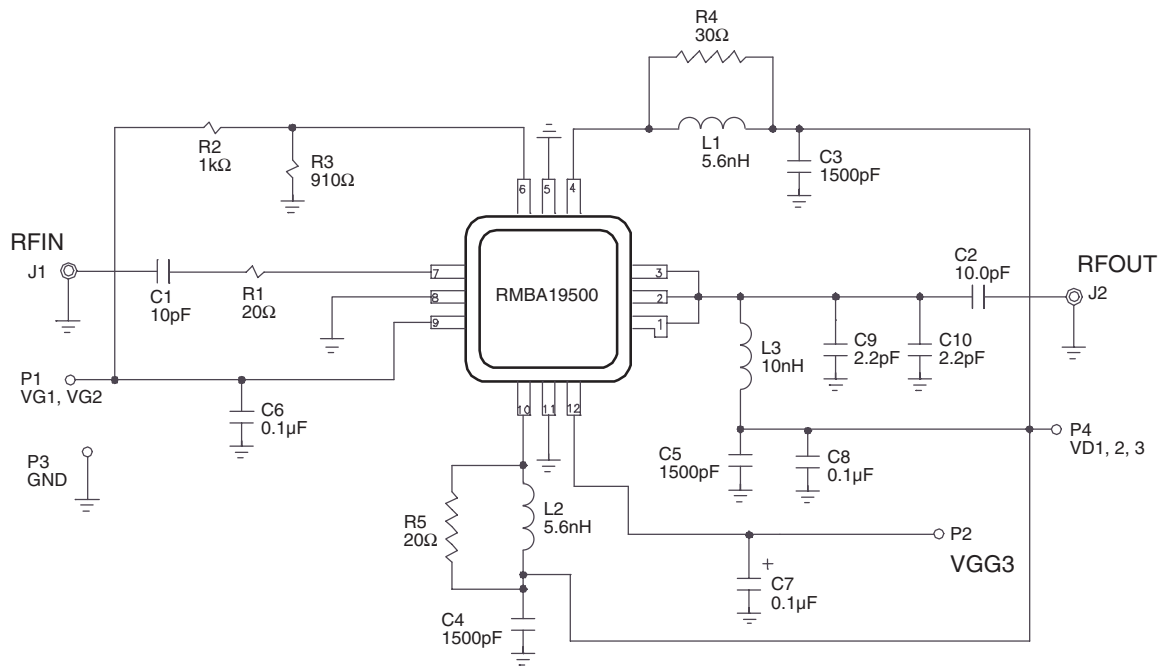 R4
30Ω
R2
1kΩ
R3
910Ω
L1
5.6nH
C3
1500pF
6
5
4
RFIN
J1
C1
10pF
R1
20Ω
7
8
9
RMBA19500
3
2
1
C2
10.0pF
RFOUT
J2
L3
10nH
C9
2.2pF
C10
2.2pF
P1
VG1, VG2
C6
0.1µF
10
11
12
P3
GND
C5
1500pF
C8
0.1µF
P4
VD1, 2, 3
R5
20Ω
L2
5.6nH
P2
VGG3
+
C7
0.1µF
C4
1500pF